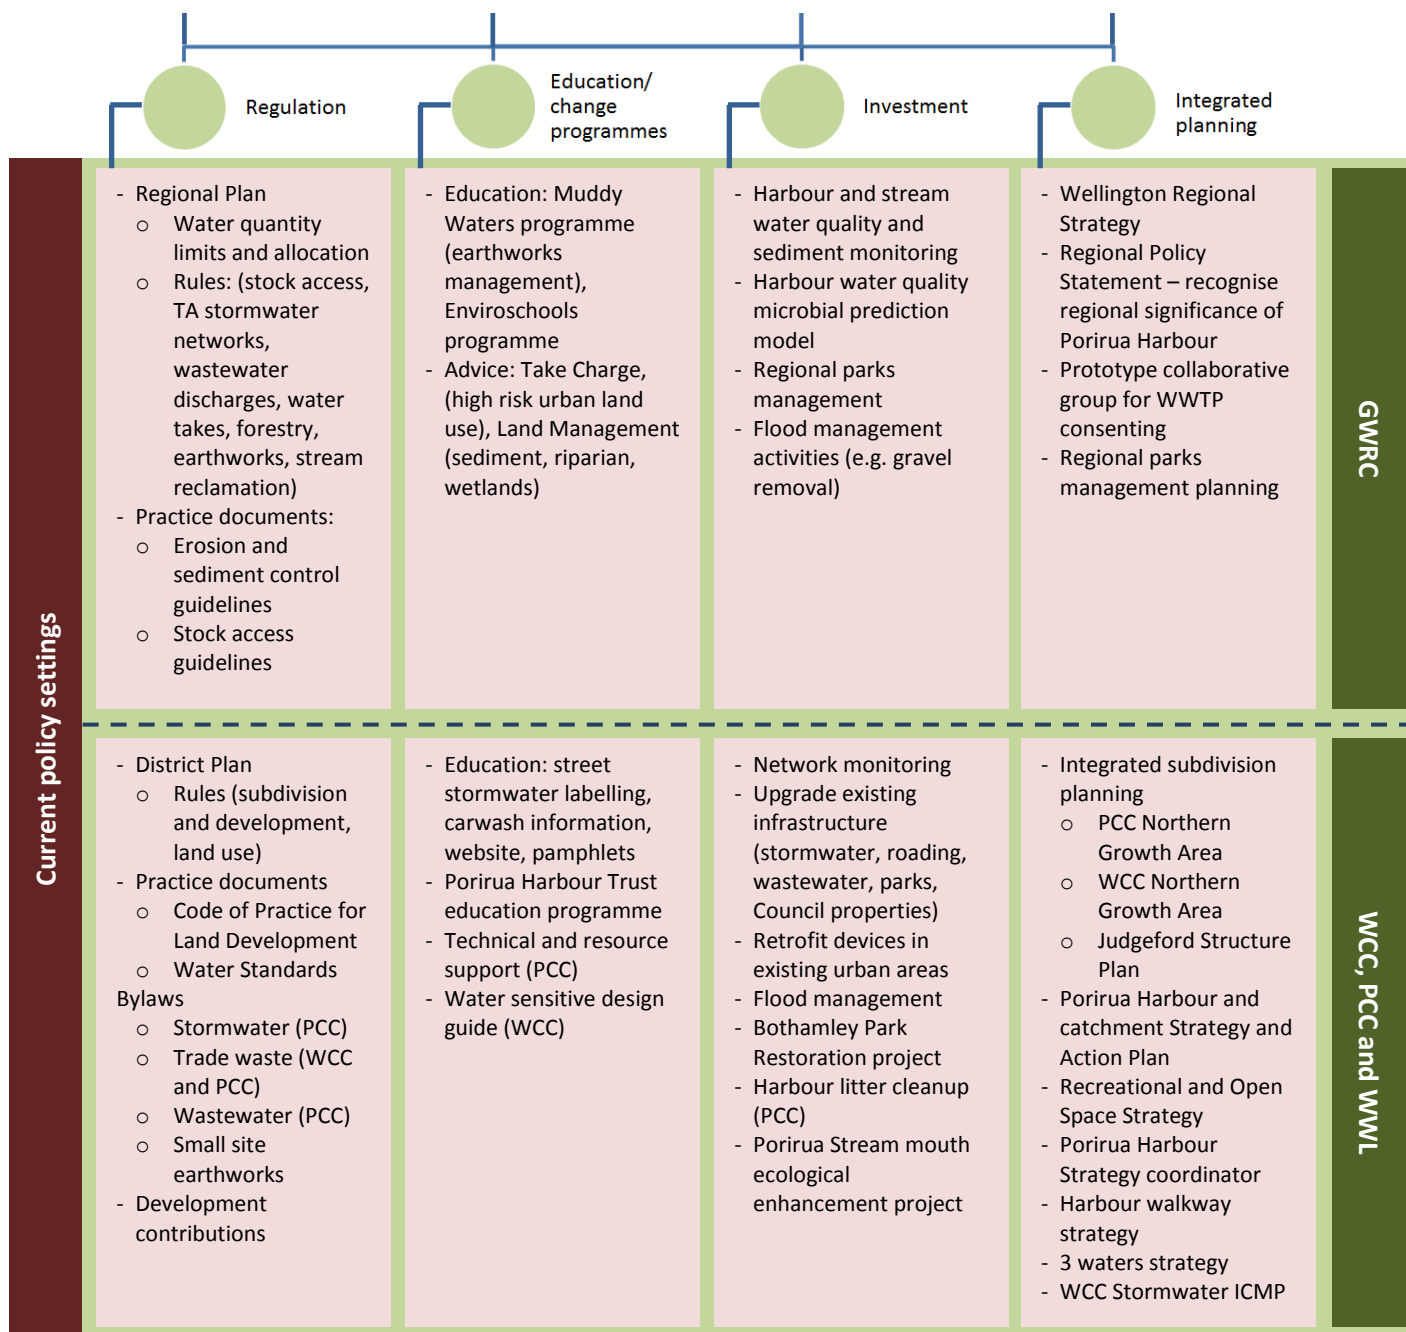 Regulation
Education/
change
programmes
Investment
Integrated
planning
Current policy settings
- Regional Plan
o Water quantity
limits and allocation
o Rules: (stock access,
TA stormwater
networks,
wastewater
discharges, water
takes, forestry,
earthworks, stream
reclamation)
- Practice documents:
o Erosion and
sediment control
guidelines
o Stock access
guidelines
- Education: Muddy
Waters programme
(earthworks
management),
Enviroschools
programme
- Advice: Take Charge,
(high risk urban land
use), Land Management
(sediment, riparian,
wetlands)
- Harbour and stream
water quality and
sediment monitoring
- Harbour water quality
microbial prediction
model
- Regional parks
management
- Flood management
activities (e.g. gravel
removal)
- Wellington Regional
Strategy
- Regional Policy
Statement – recognise
regional significance of
Porirua Harbour
- Prototype collaborative
group for WWTP
consenting
- Regional parks
management planning
GWRC
- District Plan
o Rules (subdivision
and development,
land use)
- Practice documents
o Code of Practice for
Land Development
o Water Standards
Bylaws
o Stormwater (PCC)
o Trade waste (WCC
and PCC)
o Wastewater (PCC)
o Small site
earthworks
- Development
contributions
- Education: street
stormwater labelling,
carwash information,
website, pamphlets
- Porirua Harbour Trust
education programme
- Technical and resource
support (PCC)
- Water sensitive design
guide (WCC)
- Network monitoring
- Upgrade existing
infrastructure
(stormwater, roading,
wastewater, parks,
Council properties)
- Retrofit devices in
existing urban areas
- Flood management
- Bothamley Park
Restoration project
- Harbour litter cleanup
(PCC)
- Porirua Stream mouth
ecological
enhancement project
- Integrated subdivision
planning
o PCC Northern
Growth Area
o WCC Northern
Growth Area
o Judgeford Structure
Plan
- Porirua Harbour and
catchment Strategy and
Action Plan
- Recreational and Open
Space Strategy
- Porirua Harbour
Strategy coordinator
- Harbour walkway
strategy
- 3 waters strategy
- WCC Stormwater ICMP
WCC, PCC and WWL